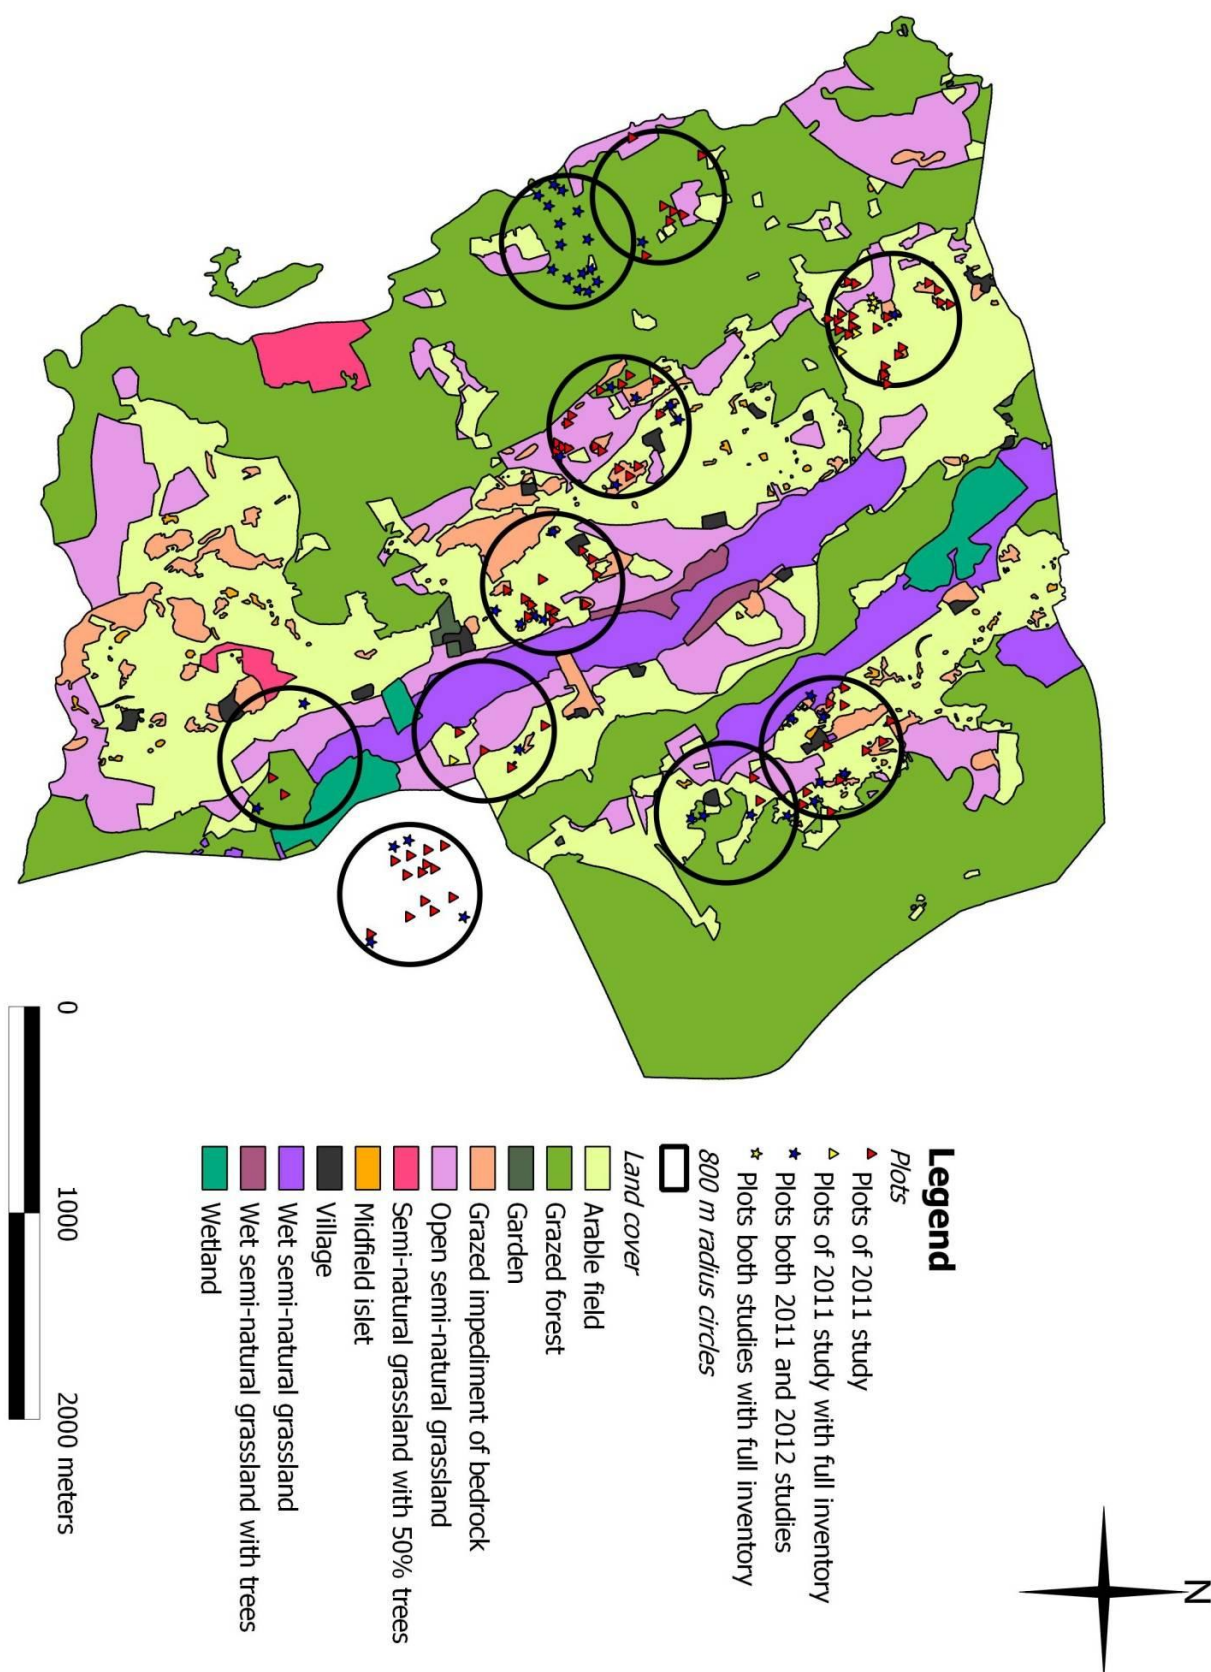 N
Legend
Plots
Plots of 2011 study
Plots of 2011 study with full inventory
Plots both 2011 and 2012 studies
Plots both studies with full inventory
800 m radius circles
Land cover
Arable field
Grazed forest
Garden
Grazed impediment of bedrock
Open semi-natural grassland
Semi-natural grassland with 50% trees
Midfield islet
Village
Wet semi-natural grassland
Wet semi-natural grassland with trees
Wetland
0 1000 2000 meters